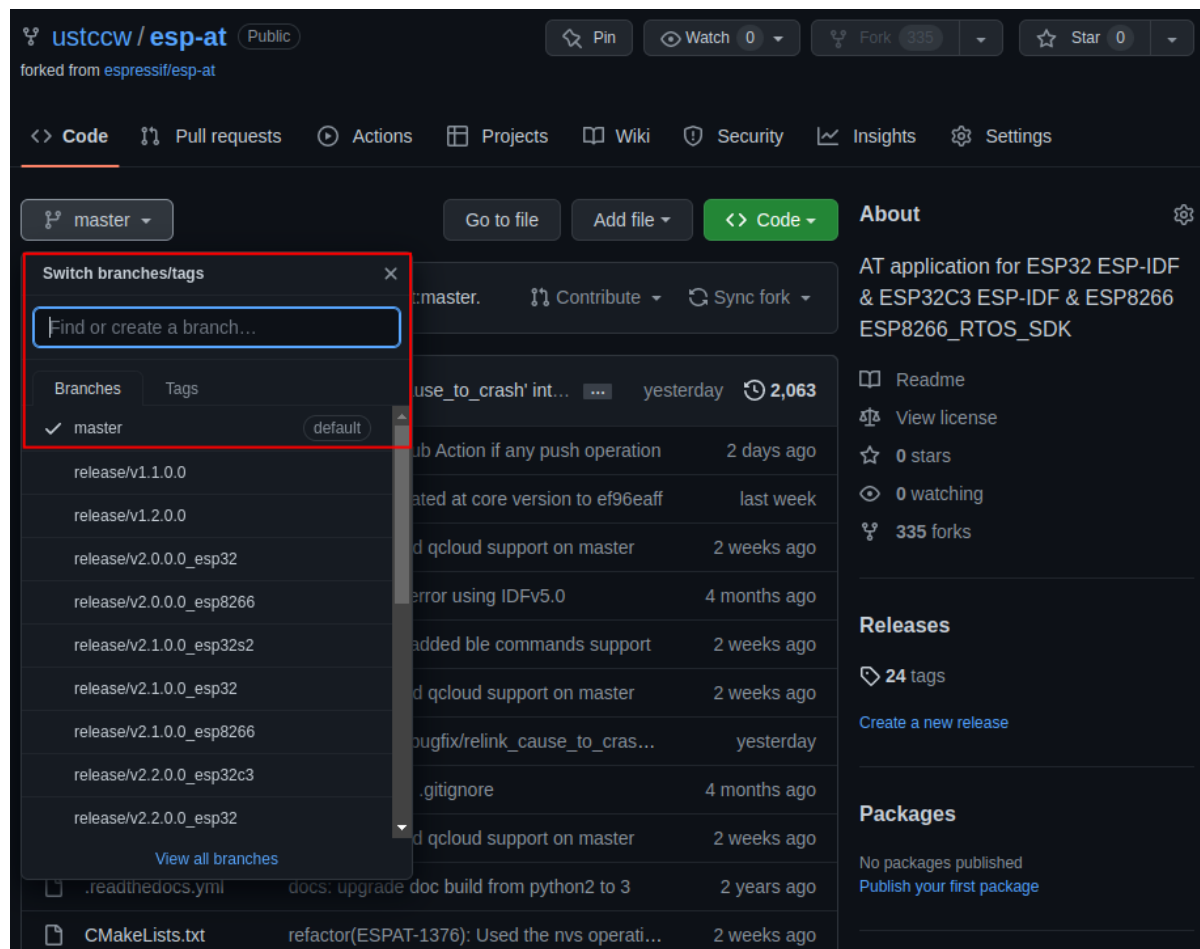 ustccw / esp-at Public Pin Watch 0 Fork 335 Star 0
forked from espressif/esp-at
<> Code Pull requests Actions Projects Wiki Security Insights Settings
master Go to file Add file <> Code
About
AT application for ESP32 ESP-IDF
& ESP32C3 ESP-IDF & ESP8266
ESP8266_RTOS_SDK
Readme
View license
0 stars
0 watching
335 forks
Releases
24 tags
Create a new release
Packages
No packages published
Publish your first package
Switch branches/tags
Find or create a branch…
Branches Tags
master default
release/v1.1.0.0
release/v1.2.0.0
release/v2.0.0.0_esp32
release/v2.0.0.0_esp8266
release/v2.1.0.0_esp32s2
release/v2.1.0.0_esp32
release/v2.1.0.0_esp8266
release/v2.2.0.0_esp32c3
release/v2.2.0.0_esp32
View all branches
:master. Contribute Sync fork
use_to_crash' int… ... yesterday 2,063
ub Action if any push operation 2 days ago
ated at core version to ef96eaff last week
d qcloud support on master 2 weeks ago
error using IDFv5.0 4 months ago
added ble commands support 2 weeks ago
d qcloud support on master 2 weeks ago
bugfix/relink_cause_to_cras… yesterday
.gitignore 4 months ago
d qcloud support on master 2 weeks ago
.readthedocs.yml docs: upgrade doc build from python2 to 3 2 years ago
CMakeLists.txt refactor(ESPAT-1376): Used the nvs operati… 2 weeks ago